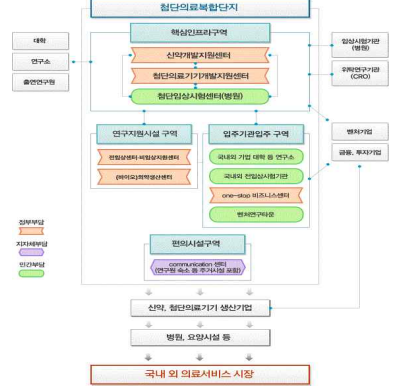 첨단의료복합단지
핵심인프라구역
신약개발지원센터
첨단의료기기개발지원센터
첨단임상시험센터(병원)
대학
연구소
출연연구원
임상시험기관
(병원)
위탁연구기관
(CRO)
벤처기업
금융, 투자기업
연구지원시설 구역
전임상센터·비임상지원센터
(바이오)의약생산센터
입주기관입주 구역
국내외 기업 대학 등 연구소
국내외 전임상시험기관
one-stop 비즈니스센터
벤처연구타운
정부부담
지자체부담
민간부담
편의시설구역
communication 센터
(연구원 숙소 등 주거시설 포함)
신약, 첨단의료기기 생산기업
병원, 요양시설 등
국내 외 의료서비스 시장